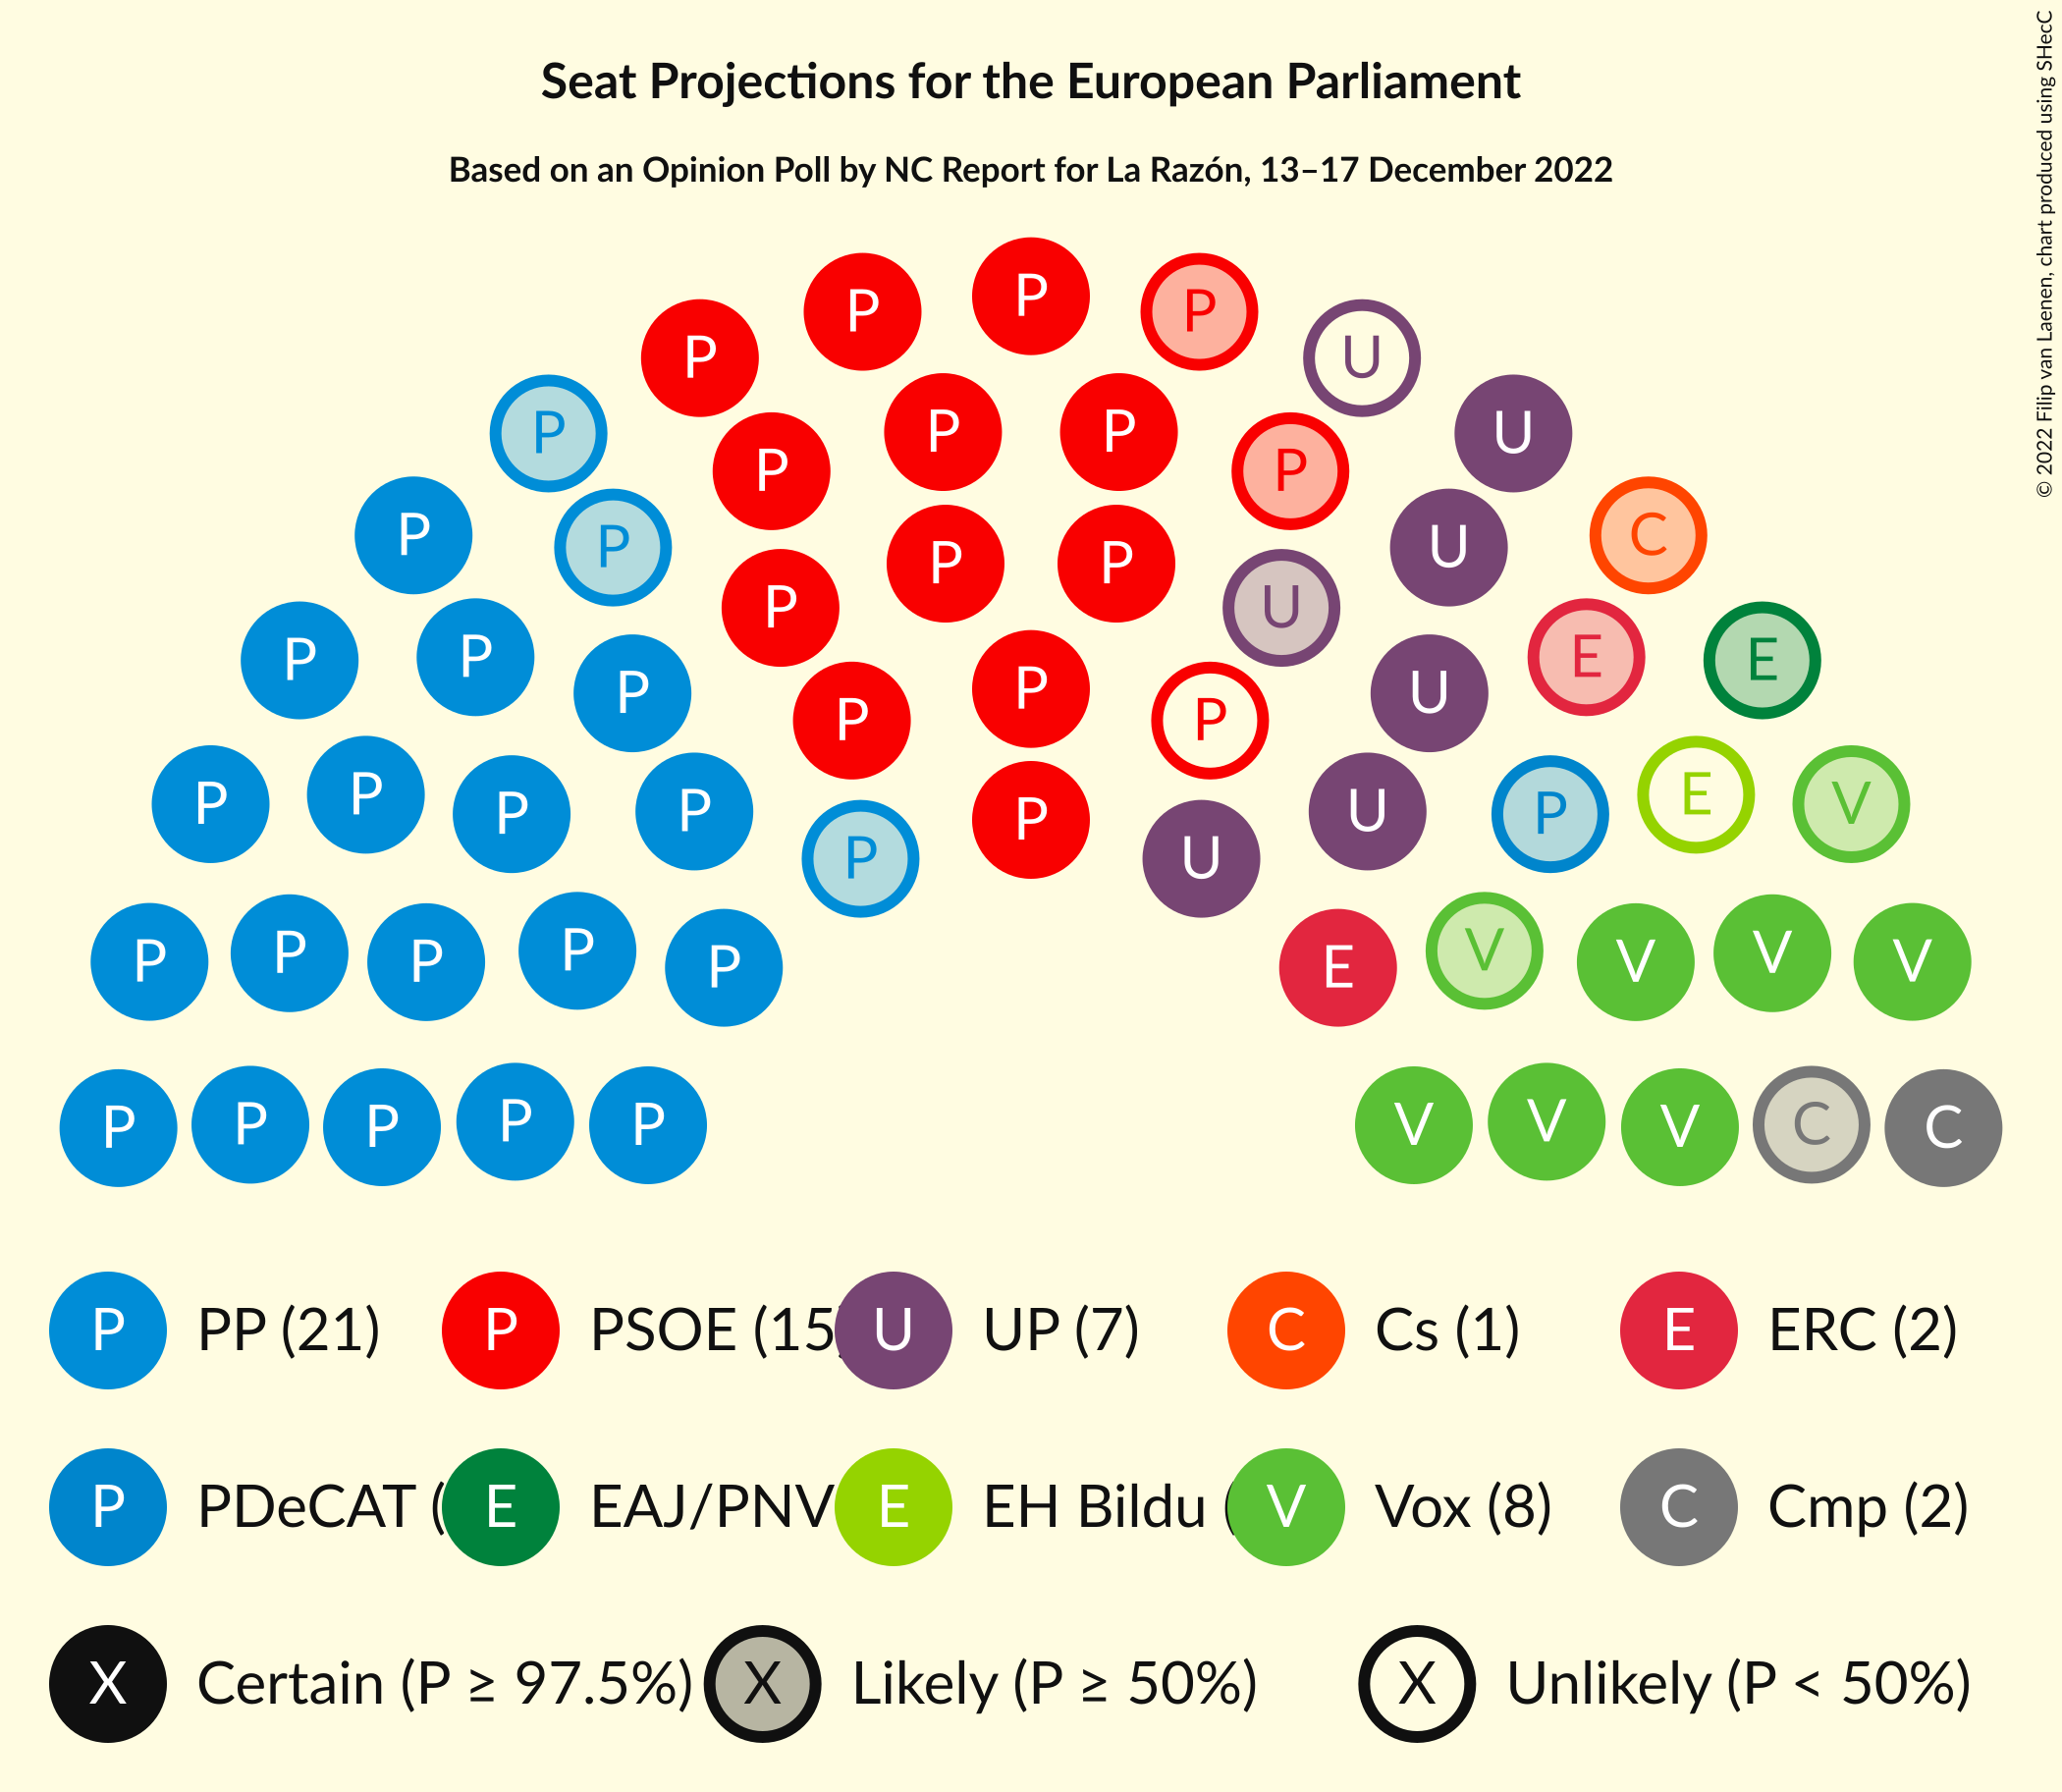 Seat Projections for the European Parliament
Based on an Opinion Poll by NC Report for La Razón, 13–17 December 2022
© 2022 Filip van Laenen, chart produced using SHecC
P
P P
P U
P P P U
P P
P P U C
P P
P U
P P E E
P P U
P P
P P P P P U P E V
P U
P P P P P E V V V V
P P P P P V V V C C
P PP (21) P PSOE (15 U UP (7) C Cs (1) E ERC (2)
P PDeCAT ( E EAJ/PNV E EH Bildu ( V Vox (8) C Cmp (2)
X Certain (P ≥ 97.5%) X Likely (P ≥ 50%) X Unlikely (P < 50%)